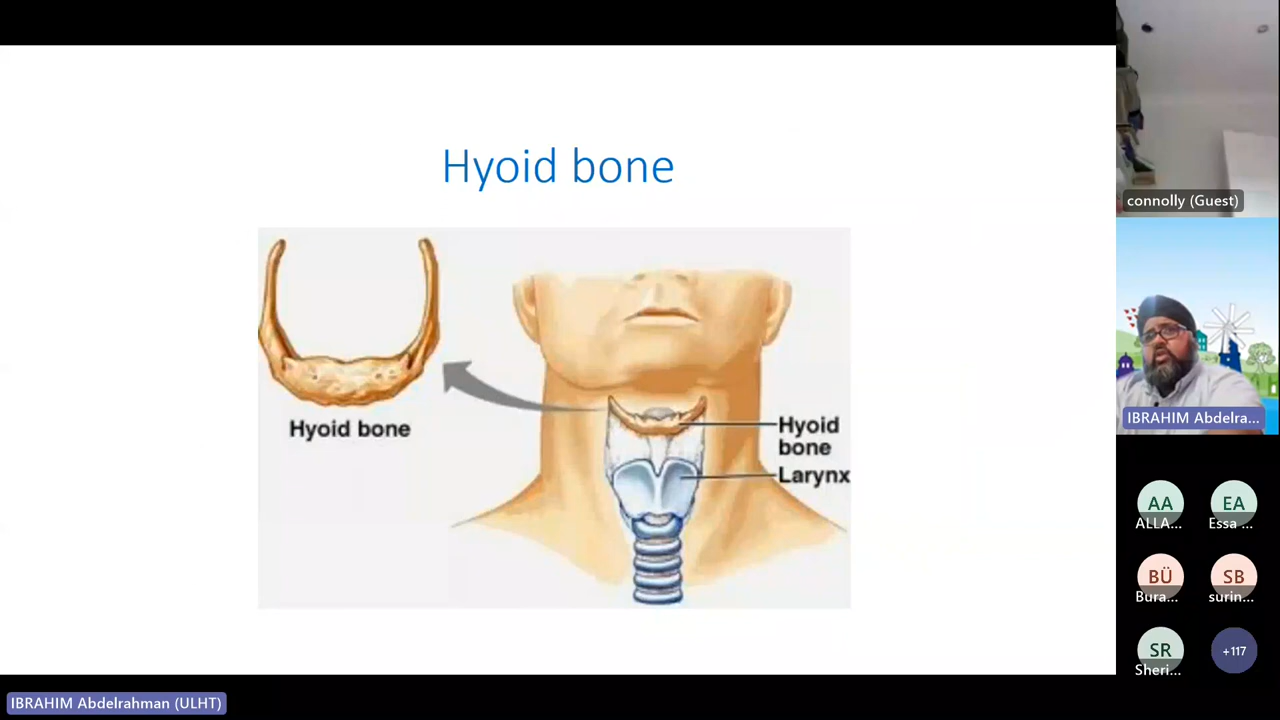 Hyoid bone
Hyoid bone
Hyoid
bone
Larynx
connolly (Guest)
IBRAHIM Abdelra...
AA
EA
ALLA...
Essa ...
BÜ
SB
Bura...
surin...
SR
+117
Sheri...
IBRAHIM Abdelrahman (ULHT)